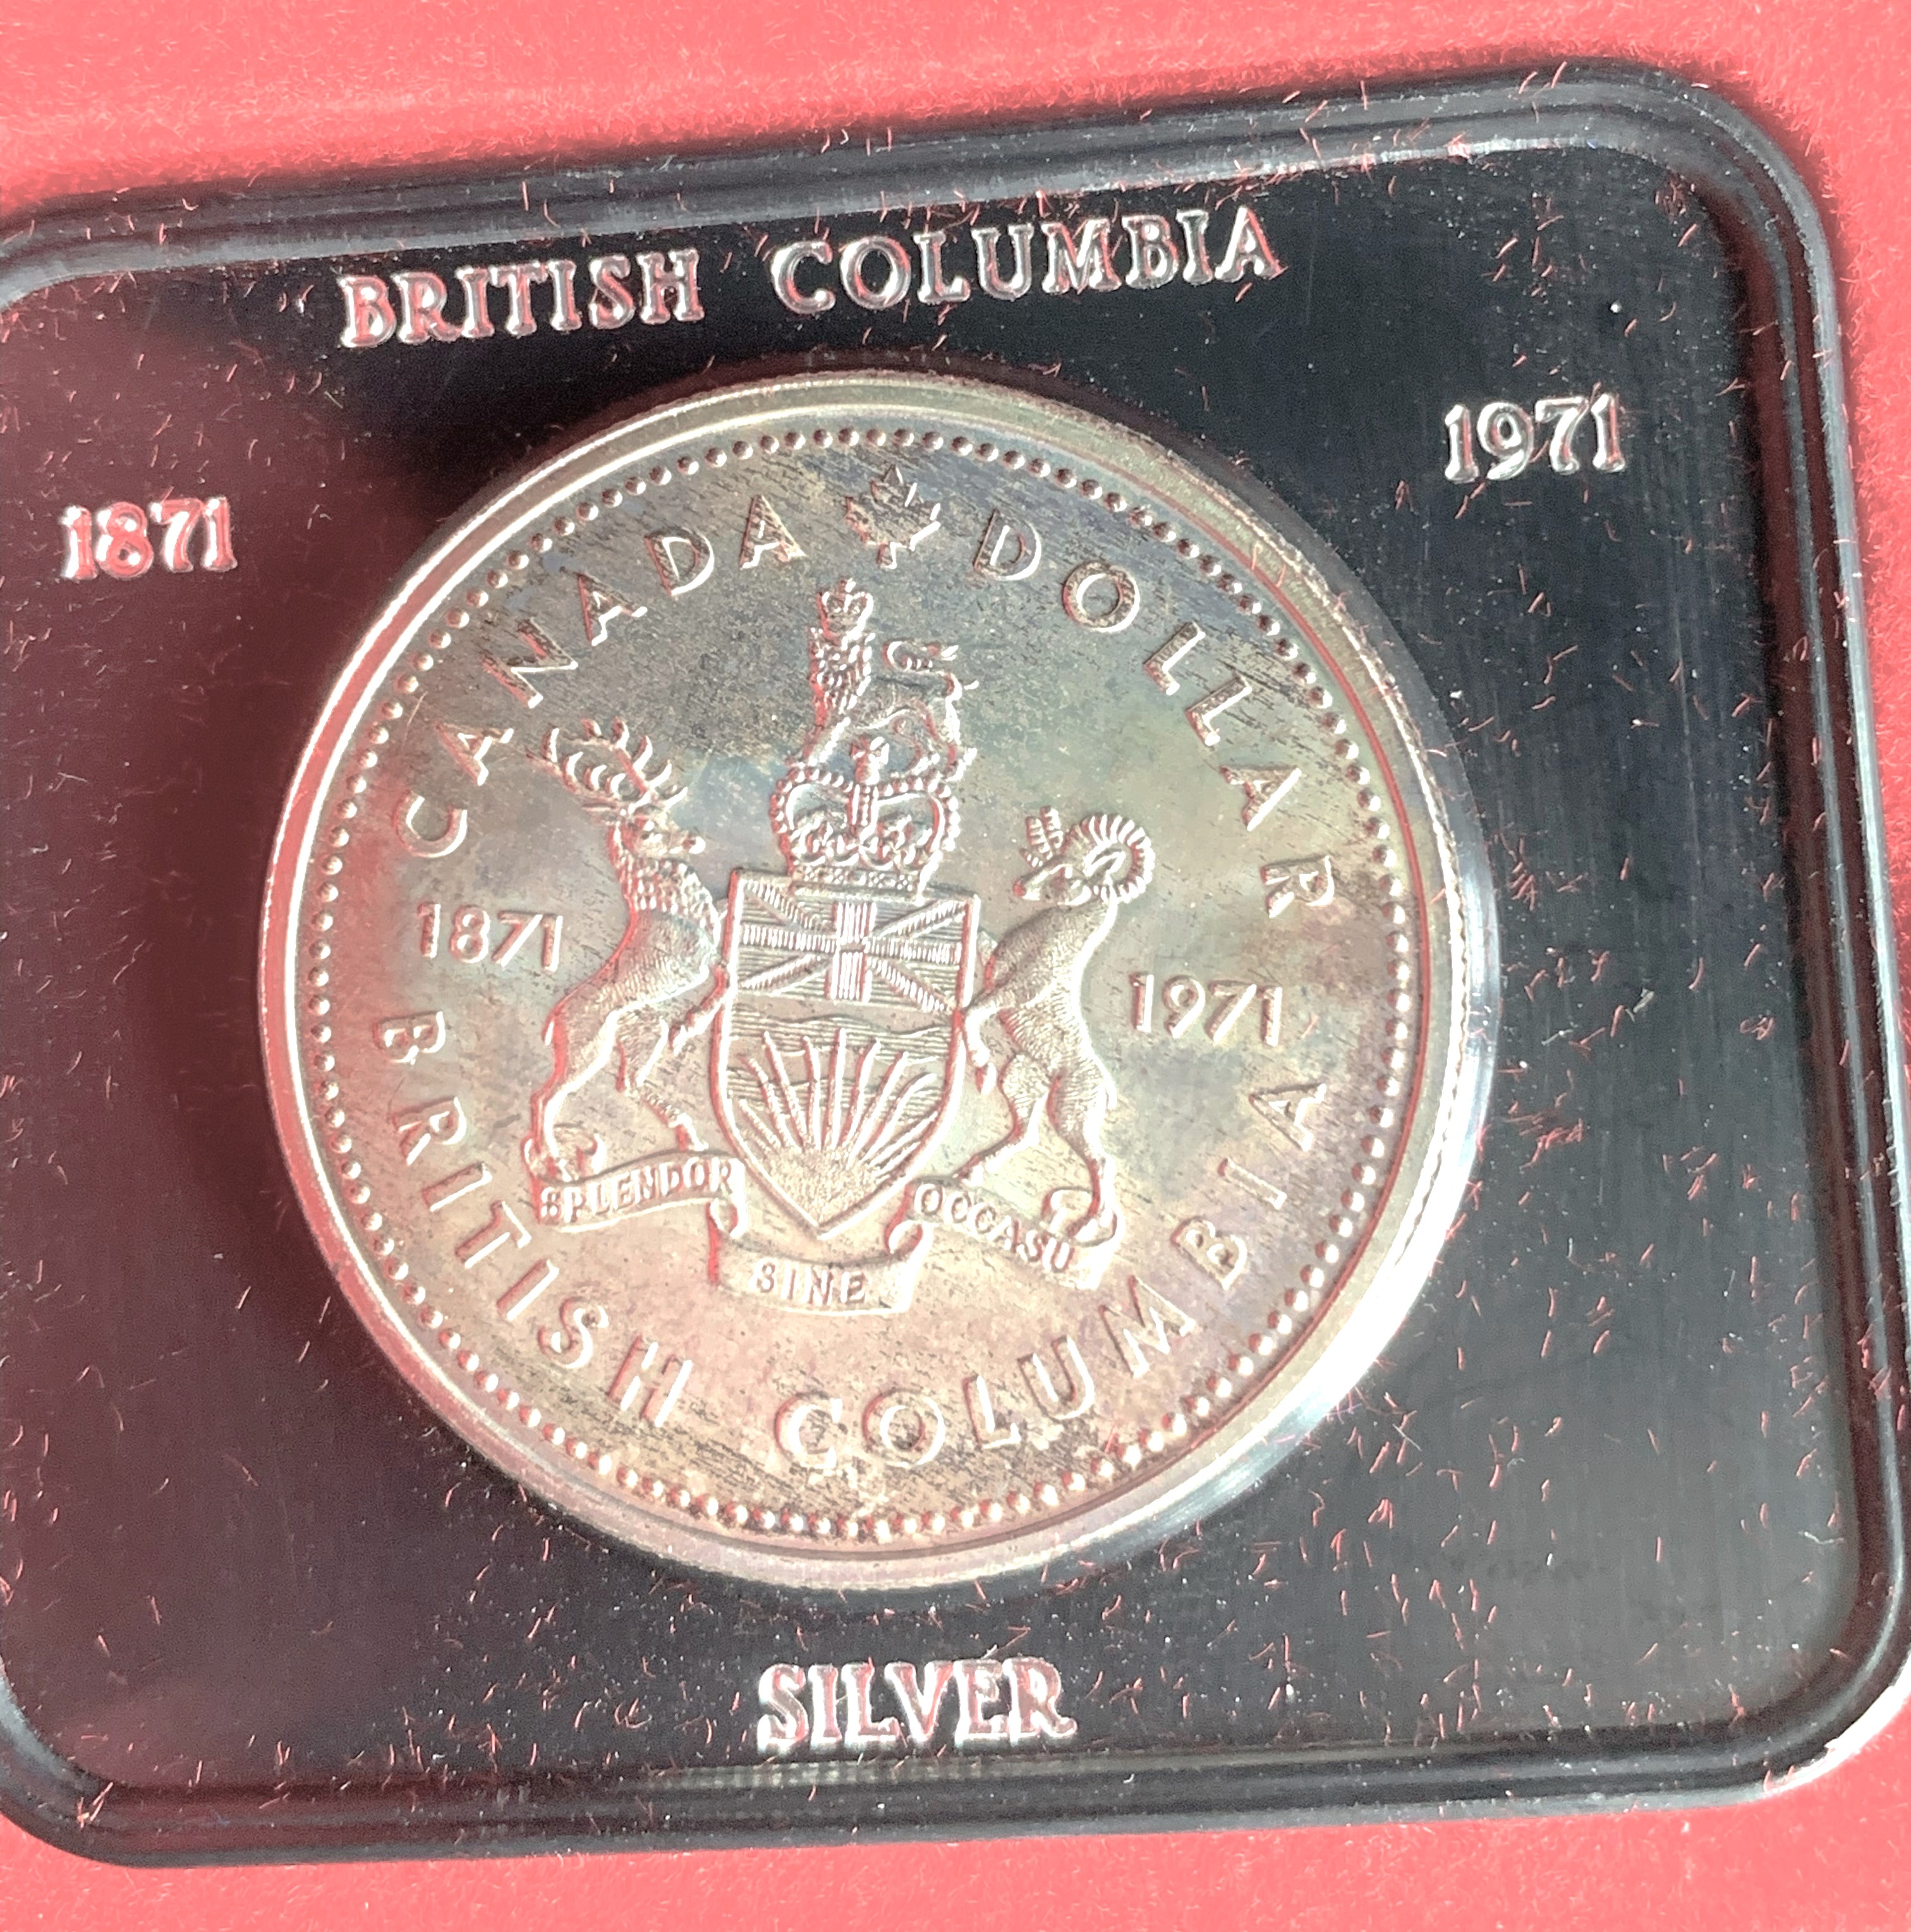 BRITISH COLUMBIA
1871
1971
CANADA DOLLAR
1871
1971
SPLENDOR SINE OCCASU
BRITISH COLUMBIA
SILVER